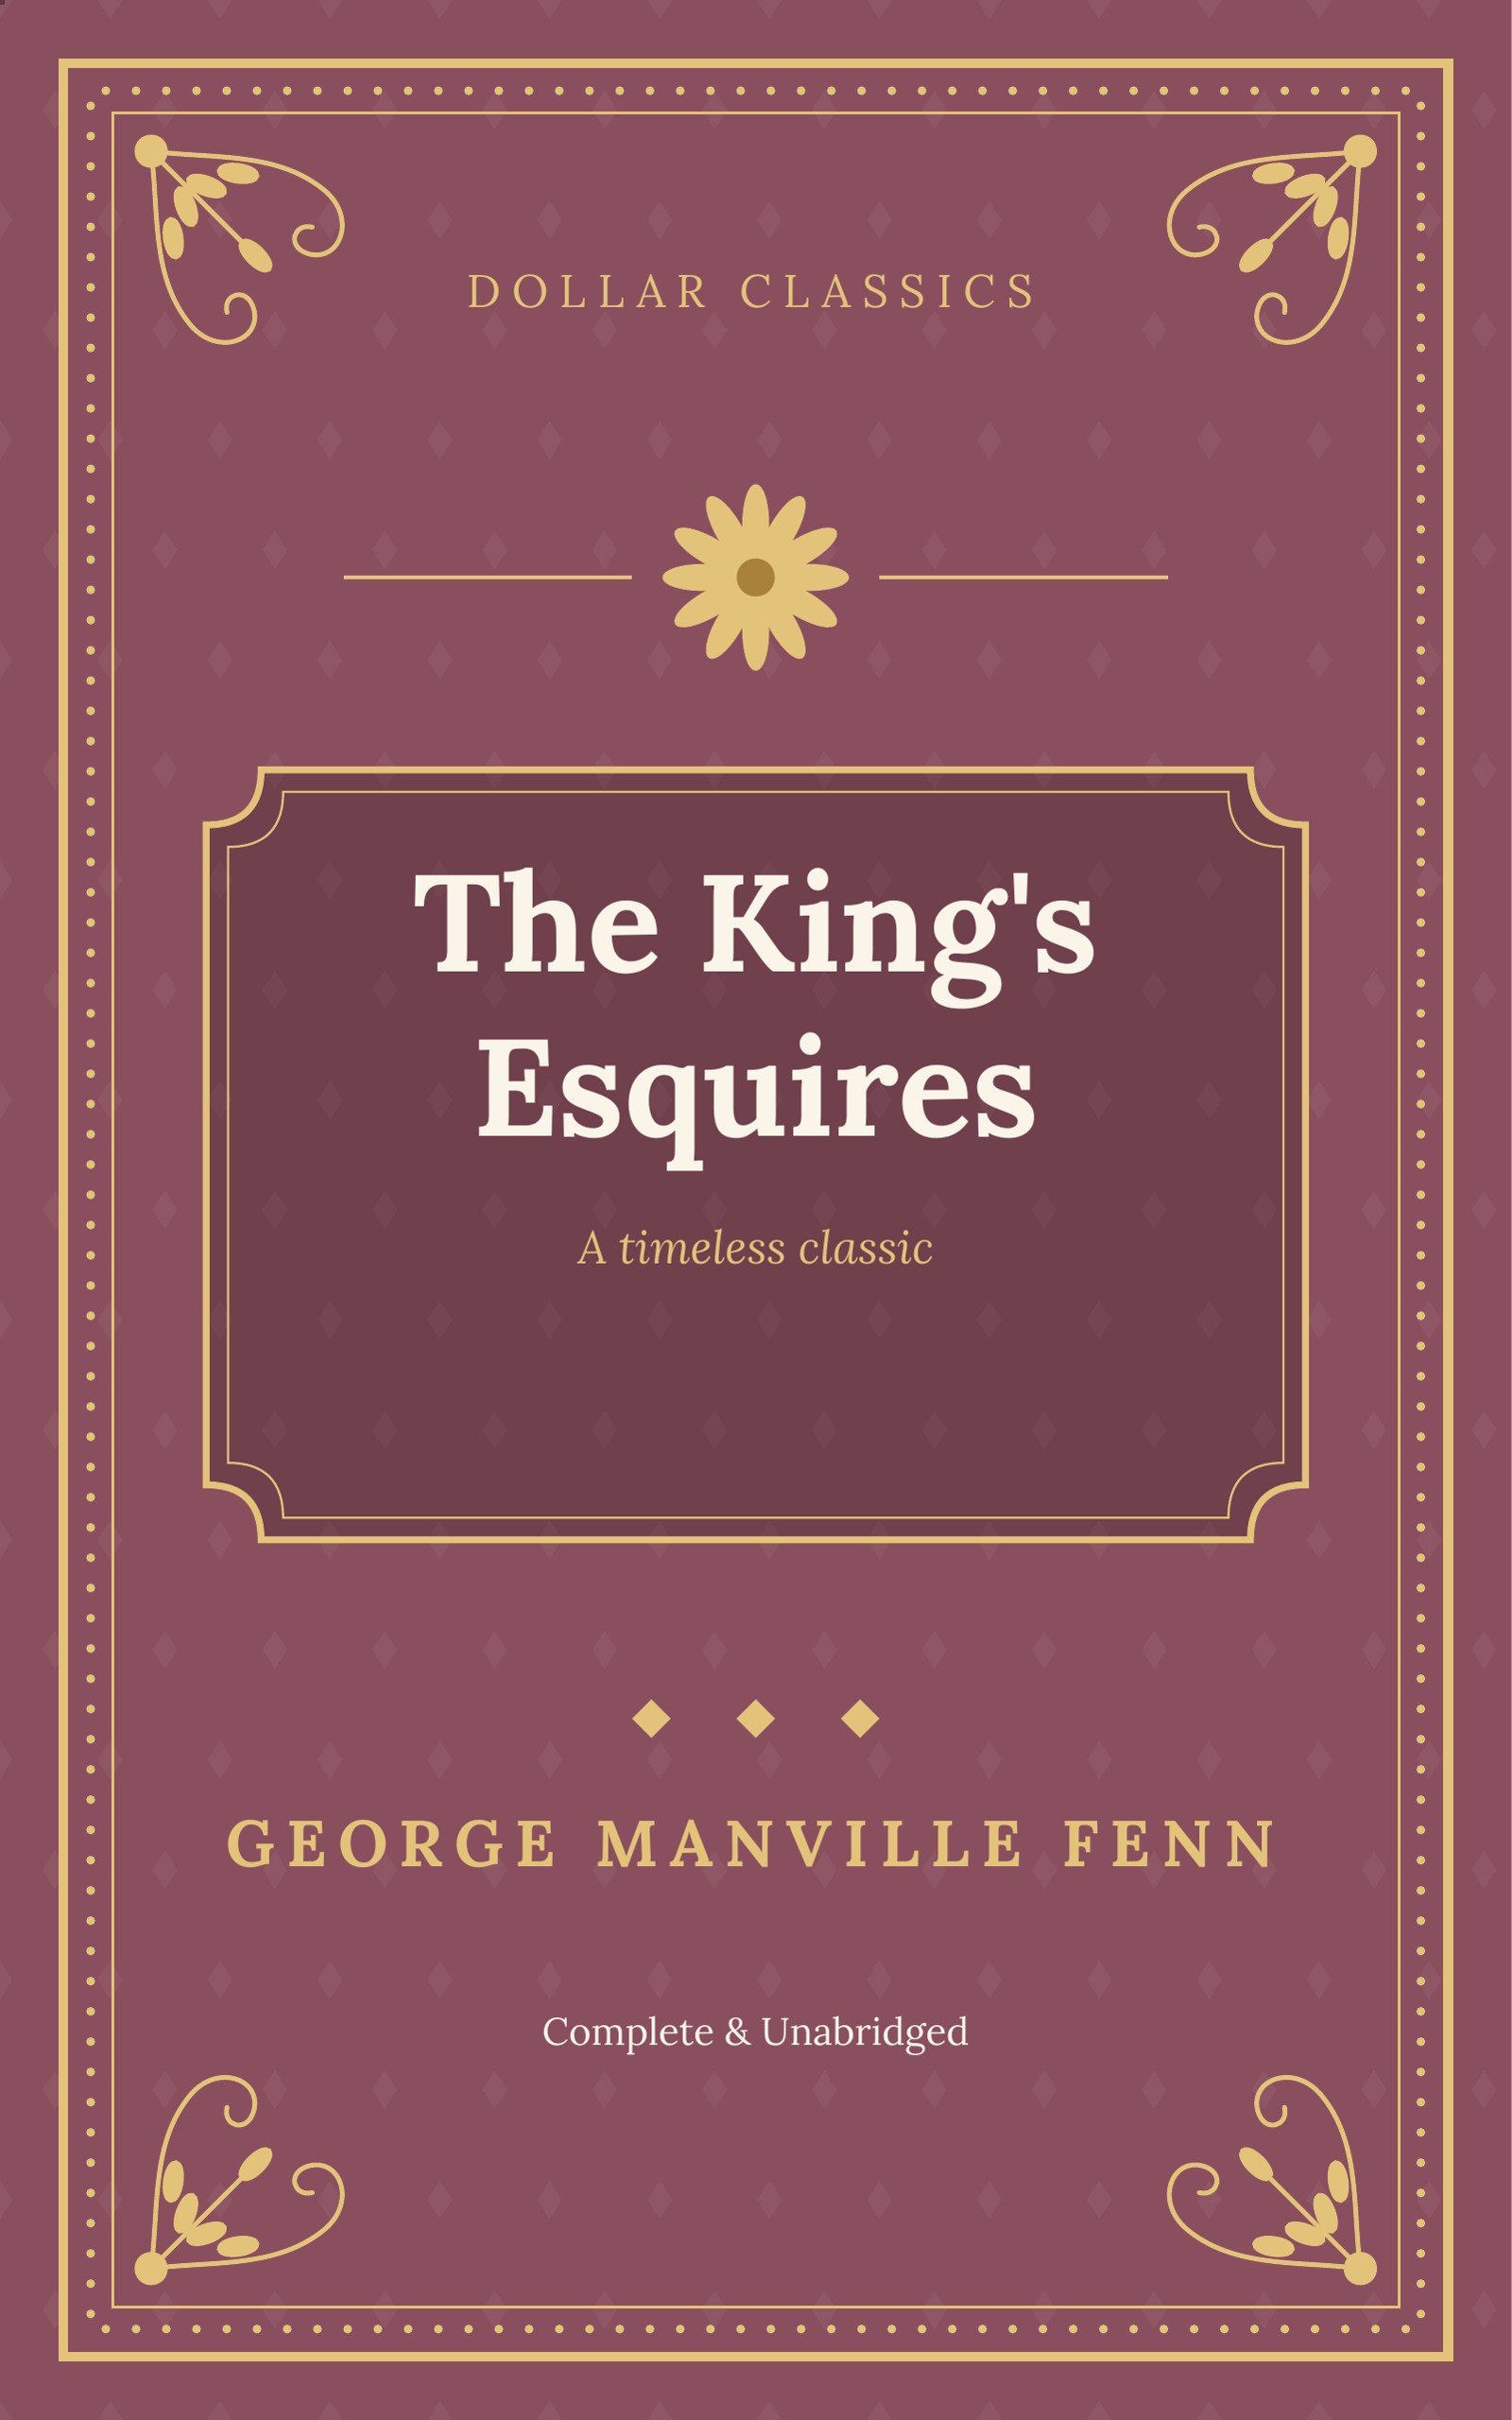 DOLLAR CLASSICS
The King's
Esquires
A timeless classic
GEORGE MANVILLE FENN
Complete & Unabridged